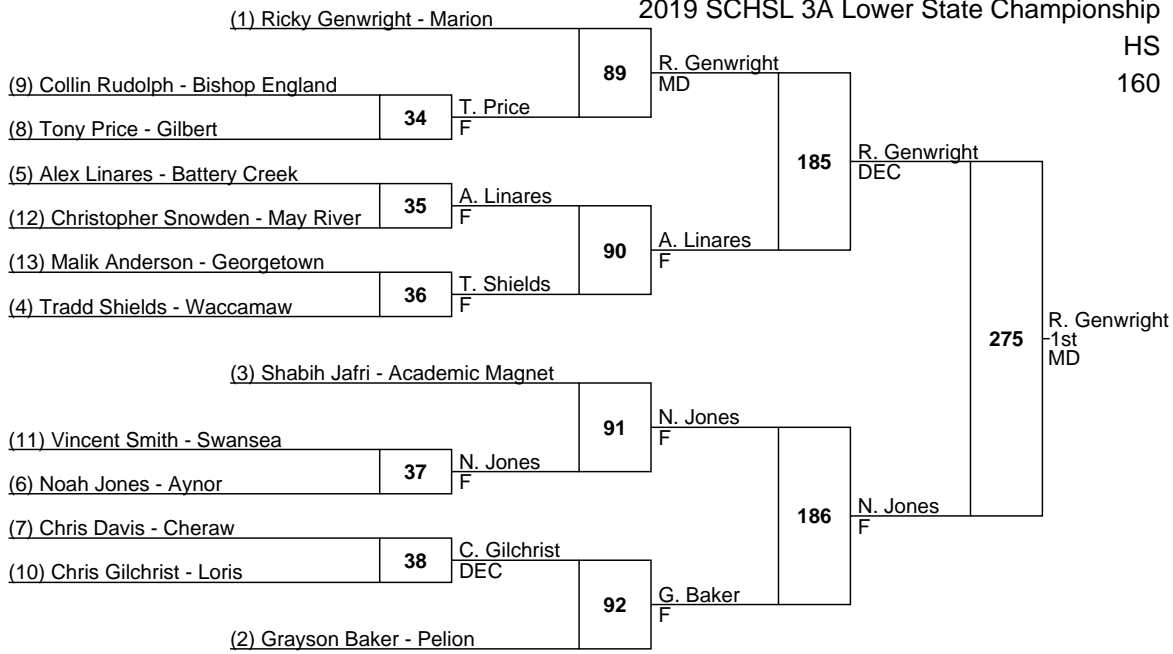 2019 SCHSL 3A Lower State Championship
HS
160
(1) Ricky Genwright - Marion
89
R. Genwright
MD
(9) Collin Rudolph - Bishop England
34
T. Price
F
(8) Tony Price - Gilbert
185
R. Genwright
DEC
(5) Alex Linares - Battery Creek
35
A. Linares
F
(12) Christopher Snowden - May River
90
A. Linares
F
(13) Malik Anderson - Georgetown
36
T. Shields
F
(4) Tradd Shields - Waccamaw
275
R. Genwright
1st
MD
(3) Shabih Jafri - Academic Magnet
91
N. Jones
F
(11) Vincent Smith - Swansea
37
N. Jones
F
(6) Noah Jones - Aynor
186
N. Jones
F
(7) Chris Davis - Cheraw
38
C. Gilchrist
DEC
(10) Chris Gilchrist - Loris
92
G. Baker
F
(2) Grayson Baker - Pelion